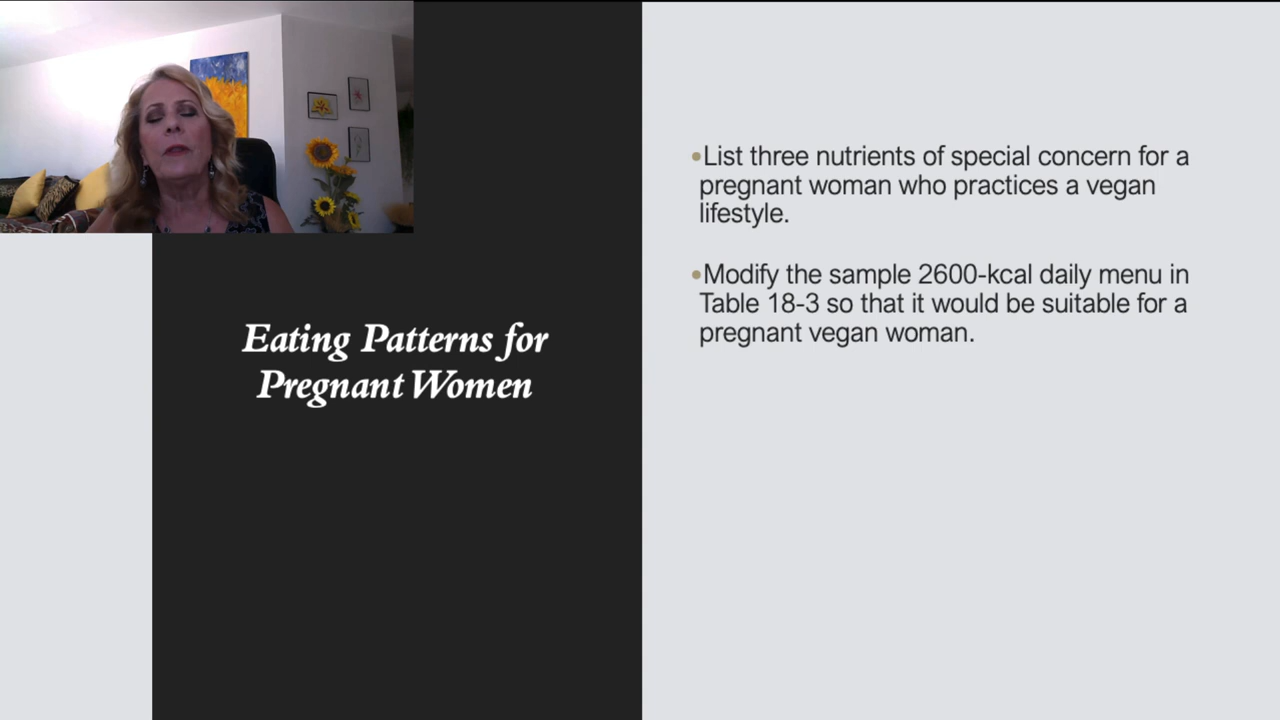 Eating Patterns for
Pregnant Women
•List three nutrients of special concern for a
pregnant woman who practices a vegan
lifestyle.
•Modify the sample 2600-kcal daily menu in
Table 18-3 so that it would be suitable for a
pregnant vegan woman.